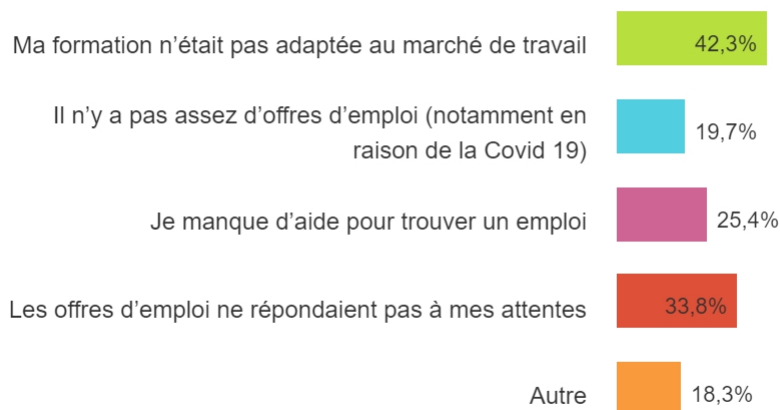 Ma formation n'était pas adaptée au marché de travail
42,3%
Il n'y a pas assez d'offres d'emploi (notamment en
raison de la Covid 19)
19,7%
Je manque d'aide pour trouver un emploi
25,4%
Les offres d'emploi ne répondaient pas à mes attentes
33,8%
Autre
18,3%